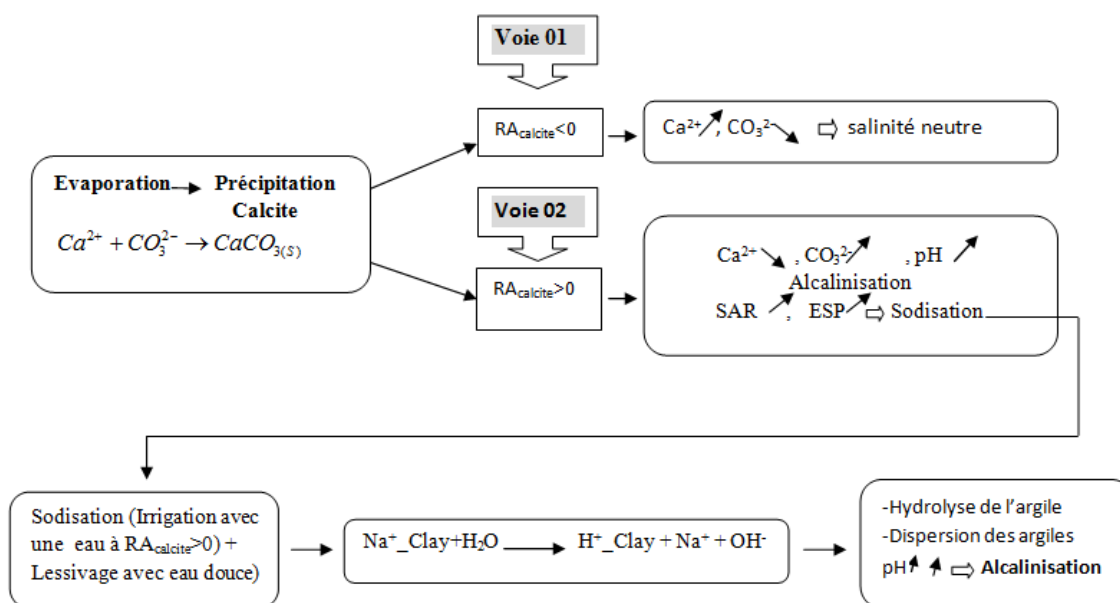 Voie 01
RAcalcite<0
Ca²⁺ , CO₃²⁻ ⇨ salinité neutre
Evaporation → Précipitation
Calcite
Ca²⁺ + CO₃²⁻ → CaCO₃(S)
Voie 02
RAcalcite>0
Ca²⁺ , CO₃²⁻ , pH
Alcalinisation
SAR , ESP ⇨ Sodisation
Sodisation (Irrigation avec
une eau à RAcalcite>0) +
Lessivage avec eau douce)
Na⁺_Clay+H₂O → H⁺_Clay + Na⁺ + OH-
-Hydrolyse de l'argile
-Dispersion des argiles
pH ⇨ Alcalinisation